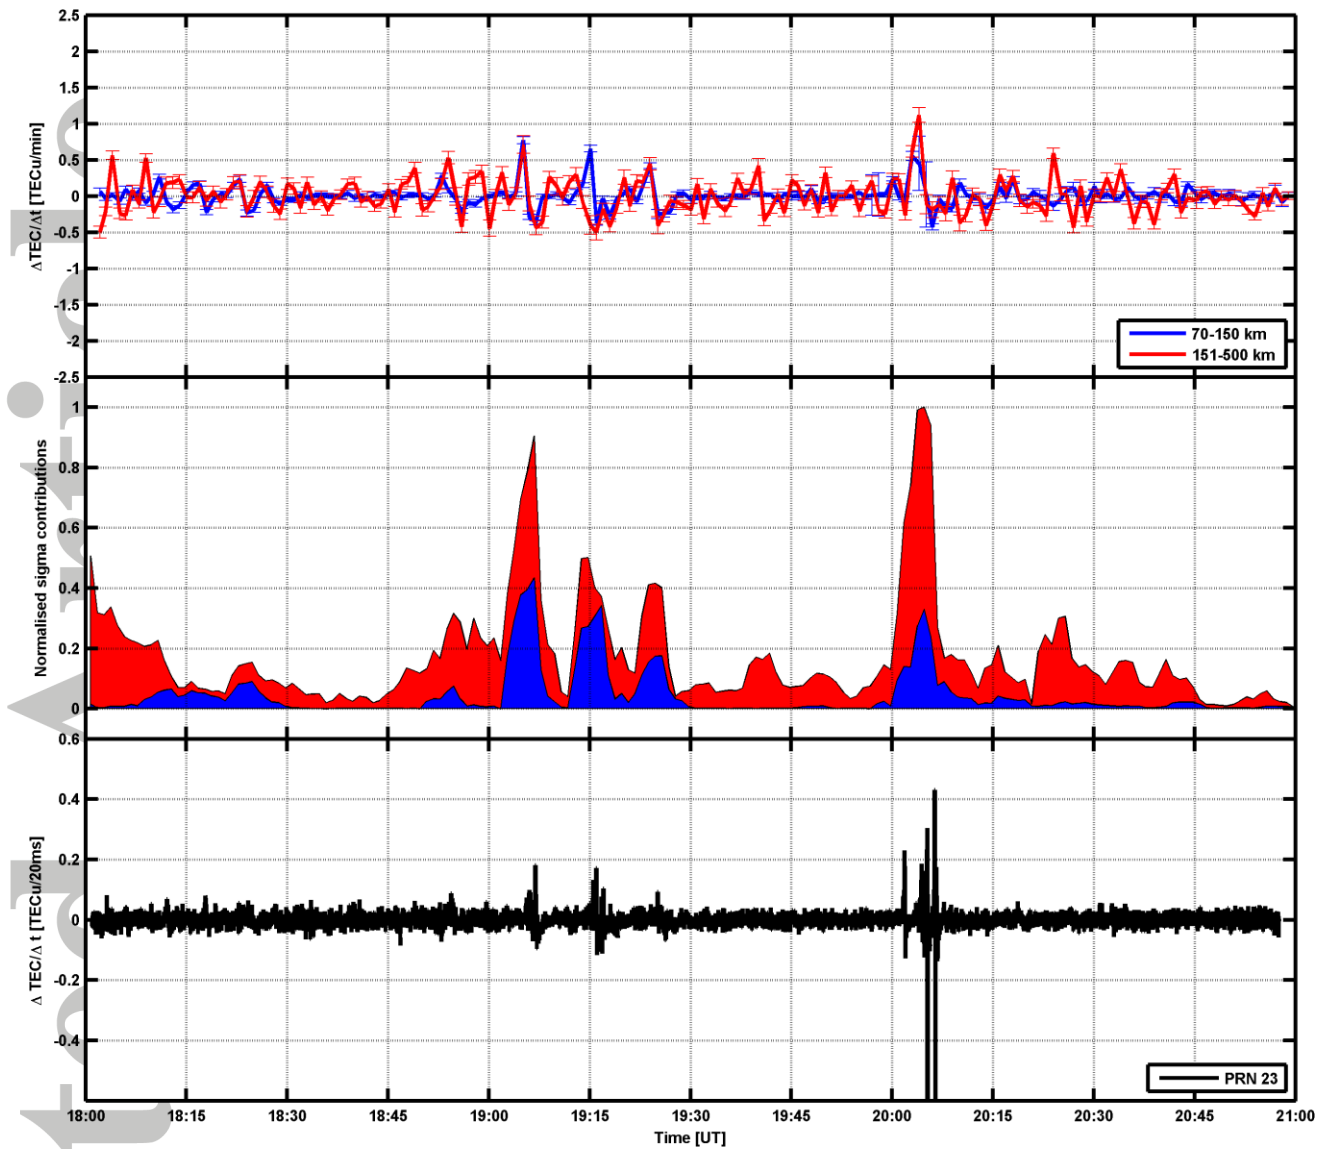 2.5
2
1.5
1
0.5
0
-0.5
-1
-1.5
-2
-2.5
ΔTEC/Δt [TECu/min]
70-150 km
151-500 km
1
0.8
0.6
0.4
0.2
0
Normalised sigma contributions
0.6
0.4
0.2
0
-0.2
-0.4
Δ TEC/Δ t [TECu/20ms]
PRN 23
18:00 18:15 18:30 18:45 19:00 19:15 19:30 19:45 20:00 20:15 20:30 20:45 21:00
Time [UT]